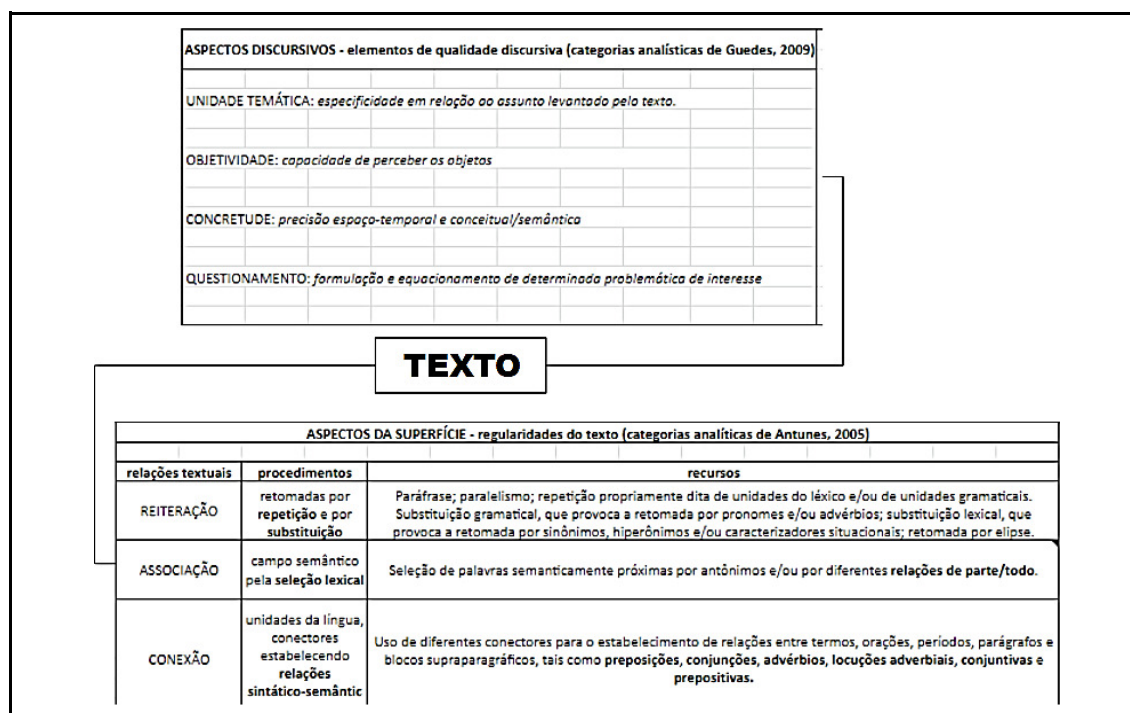 ASPECTOS DISCURSIVOS - elementos de qualidade discursiva (categorias analísticas de Guedes, 2009)
UNIDADE TEMÁTICA: especificidade em relação ao assunto levantado pelo texto.
OBJETIVIDADE: capacidade de perceber os objetos
CONCRETUDE: precisão espaço-temporal e conceitual/semântica
QUESTIONAMENTO: formulação e equacionamento de determinada problemática de interesse
TEXTO
ASPECTOS DA SUPERFÍCIE - regularidades do texto (categorias analíticas de Antunes, 2005)
relações textuais procedimentos recursos
REITERAÇÃO
retomadas por
repetição e por
substituição
Paráfrase; paralelismo; repetição propriamente dita de unidades do léxico e/ou de unidades gramaticais.
Substituição gramatical, que provoca a retomada por pronomes e/ou advérbios; substituição lexical, que
provoca a retomada por sinônimos, hiperônimos e/ou caracterizadores situacionais; retomada por elipse.
ASSOCIAÇÃO
campo semântico
pela seleção lexical
Seleção de palavras semanticamente próximas por antônimos e/ou por diferentes relações de parte/todo.
CONEXÃO
unidades da língua,
conectores
estabelecendo
relações
sintático-semântic
Uso de diferentes conectores para o estabelecimento de relações entre termos, orações, períodos, parágrafos e
blocos supraparagráficos, tais como preposições, conjunções, advérbios, locuções adverbiais, conjuntivas e
prepositivas.